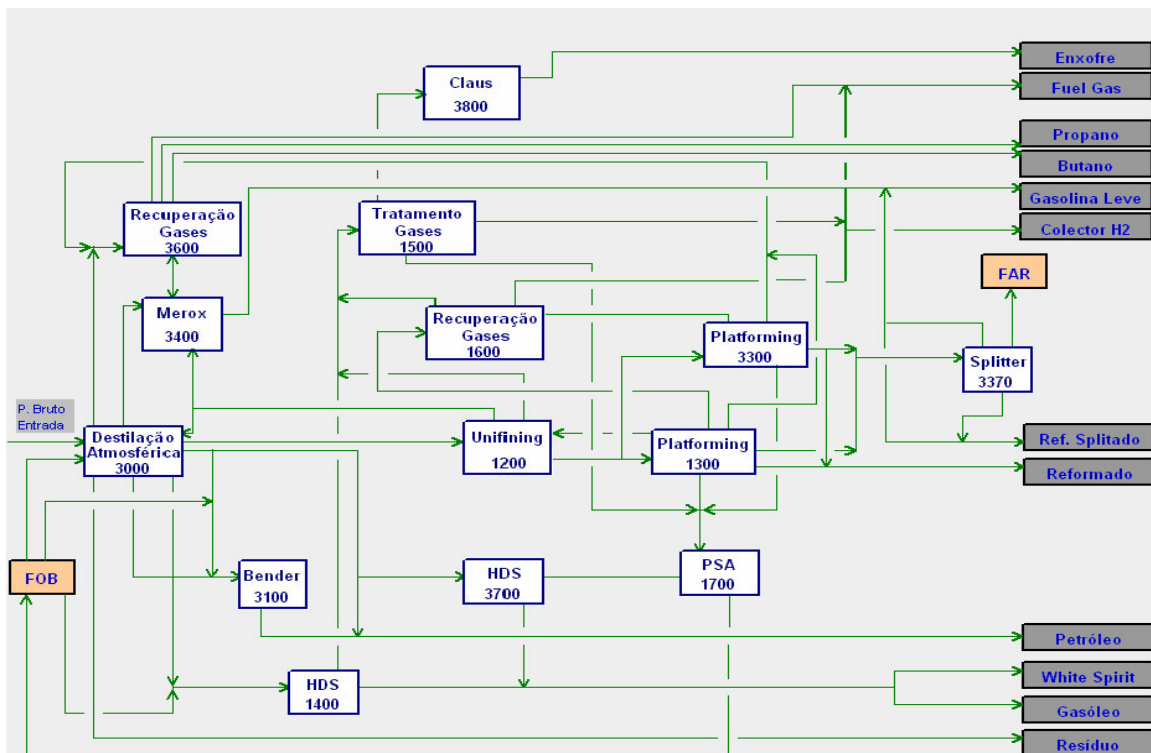 Enxofre
Claus
3800
Fuel Gas
Propano
Butano
Recuperação
Gases
3600
Tratamento
Gases
1500
Gasolina Leve
Colector H2
FAR
Merox
3400
Recuperação
Gases
1600
Platforming
3300
Splitter
3370
P. Bruto
Entrada
Destilação
Atmosférica
3000
Unifining
1200
Platforming
1300
Ref. Splitado
Reformado
FOB
Bender
3100
HDS
3700
PSA
1700
Petróleo
HDS
1400
White Spirit
Gasóleo
Resíduo